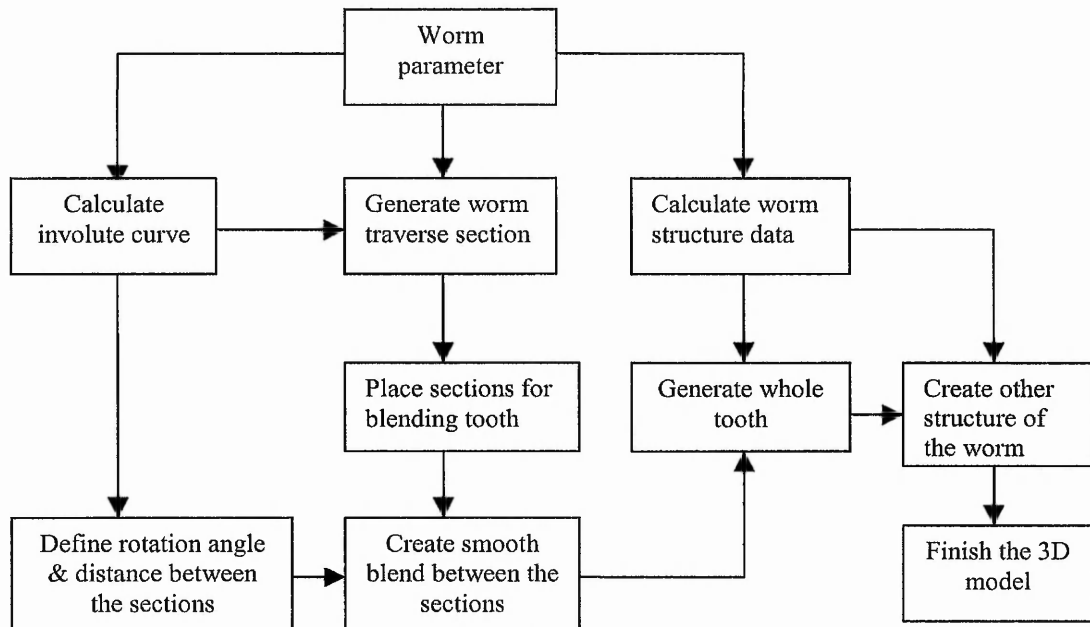 Worm
parameter
Calculate
involute curve
Generate worm
traverse section
Calculate worm
structure data
Place sections for
blending tooth
Generate whole
tooth
Create other
structure of
the worm
Define rotation angle
& distance between
the sections
Create smooth
blend between the
sections
Finish the 3D
model